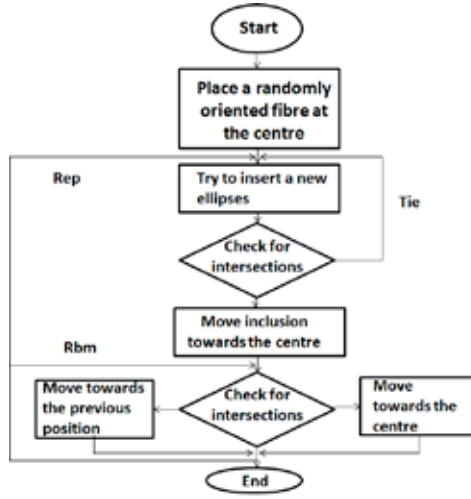 Start
Place a randomly
oriented fibre at
the centre
Rep
Try to insert a new
ellipses
Tie
Check for
intersections
Move inclusion
towards the centre
Rbm
Move towards
the previous
position
Check for
intersections
Move
towards the
centre
End